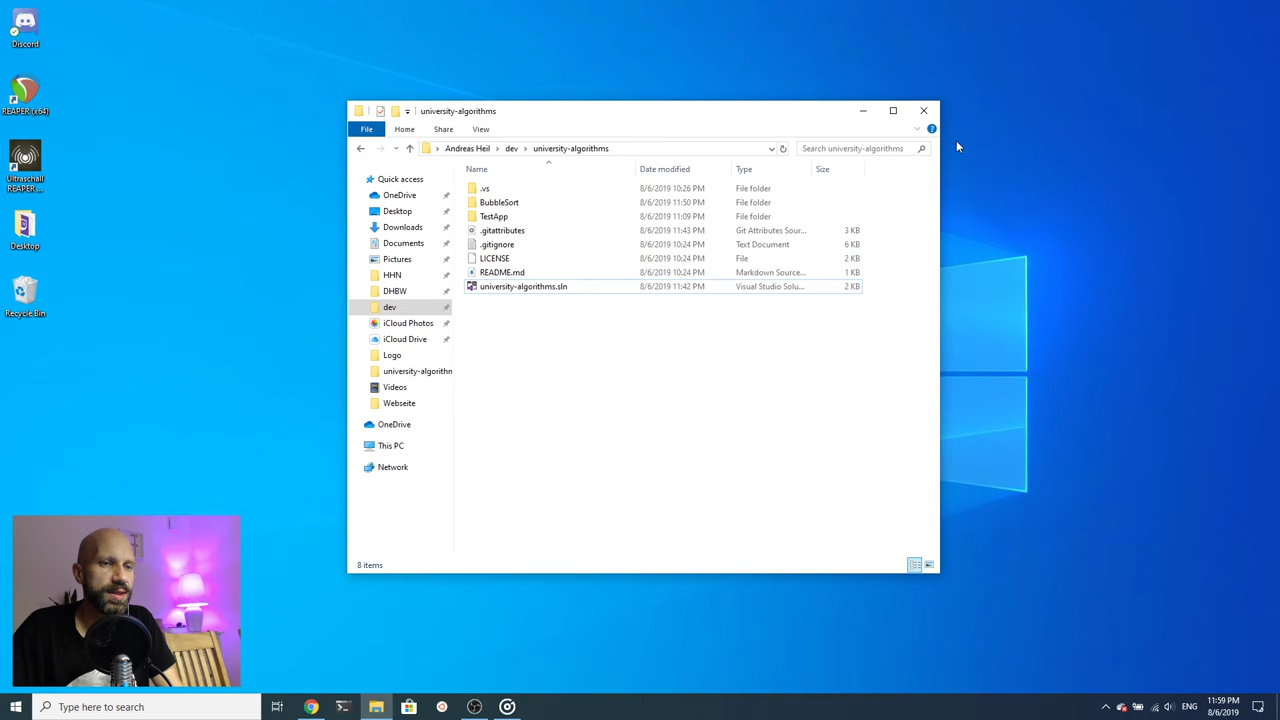 Discord
REAPER (x64)
Ultraschall
REAPER ...
Desktop
Recycle Bin
university-algorithms
File
Home
Share
View
Andreas Heil
dev
university-algorithms
Search university-algorithms
Name
Date modified
Type
Size
Quick access
OneDrive
Desktop
Downloads
Documents
Pictures
HHN
DHBW
dev
iCloud Photos
iCloud Drive
Logo
university-algorithn
Videos
Webseite
OneDrive
This PC
Network
.vs 8/6/2019 10:26 PM File folder
BubbleSort 8/6/2019 11:50 PM File folder
TestApp 8/6/2019 11:09 PM File folder
.gitattributes 8/6/2019 11:43 PM Git Attributes Sour... 3 KB
.gitignore 8/6/2019 10:24 PM Text Document 6 KB
LICENSE 8/6/2019 10:24 PM File 2 KB
README.md 8/6/2019 10:24 PM Markdown Source... 1 KB
university-algorithms.sln 8/6/2019 11:42 PM Visual Studio Solu... 2 KB
8 items
Type here to search
11:59 PM
8/6/2019